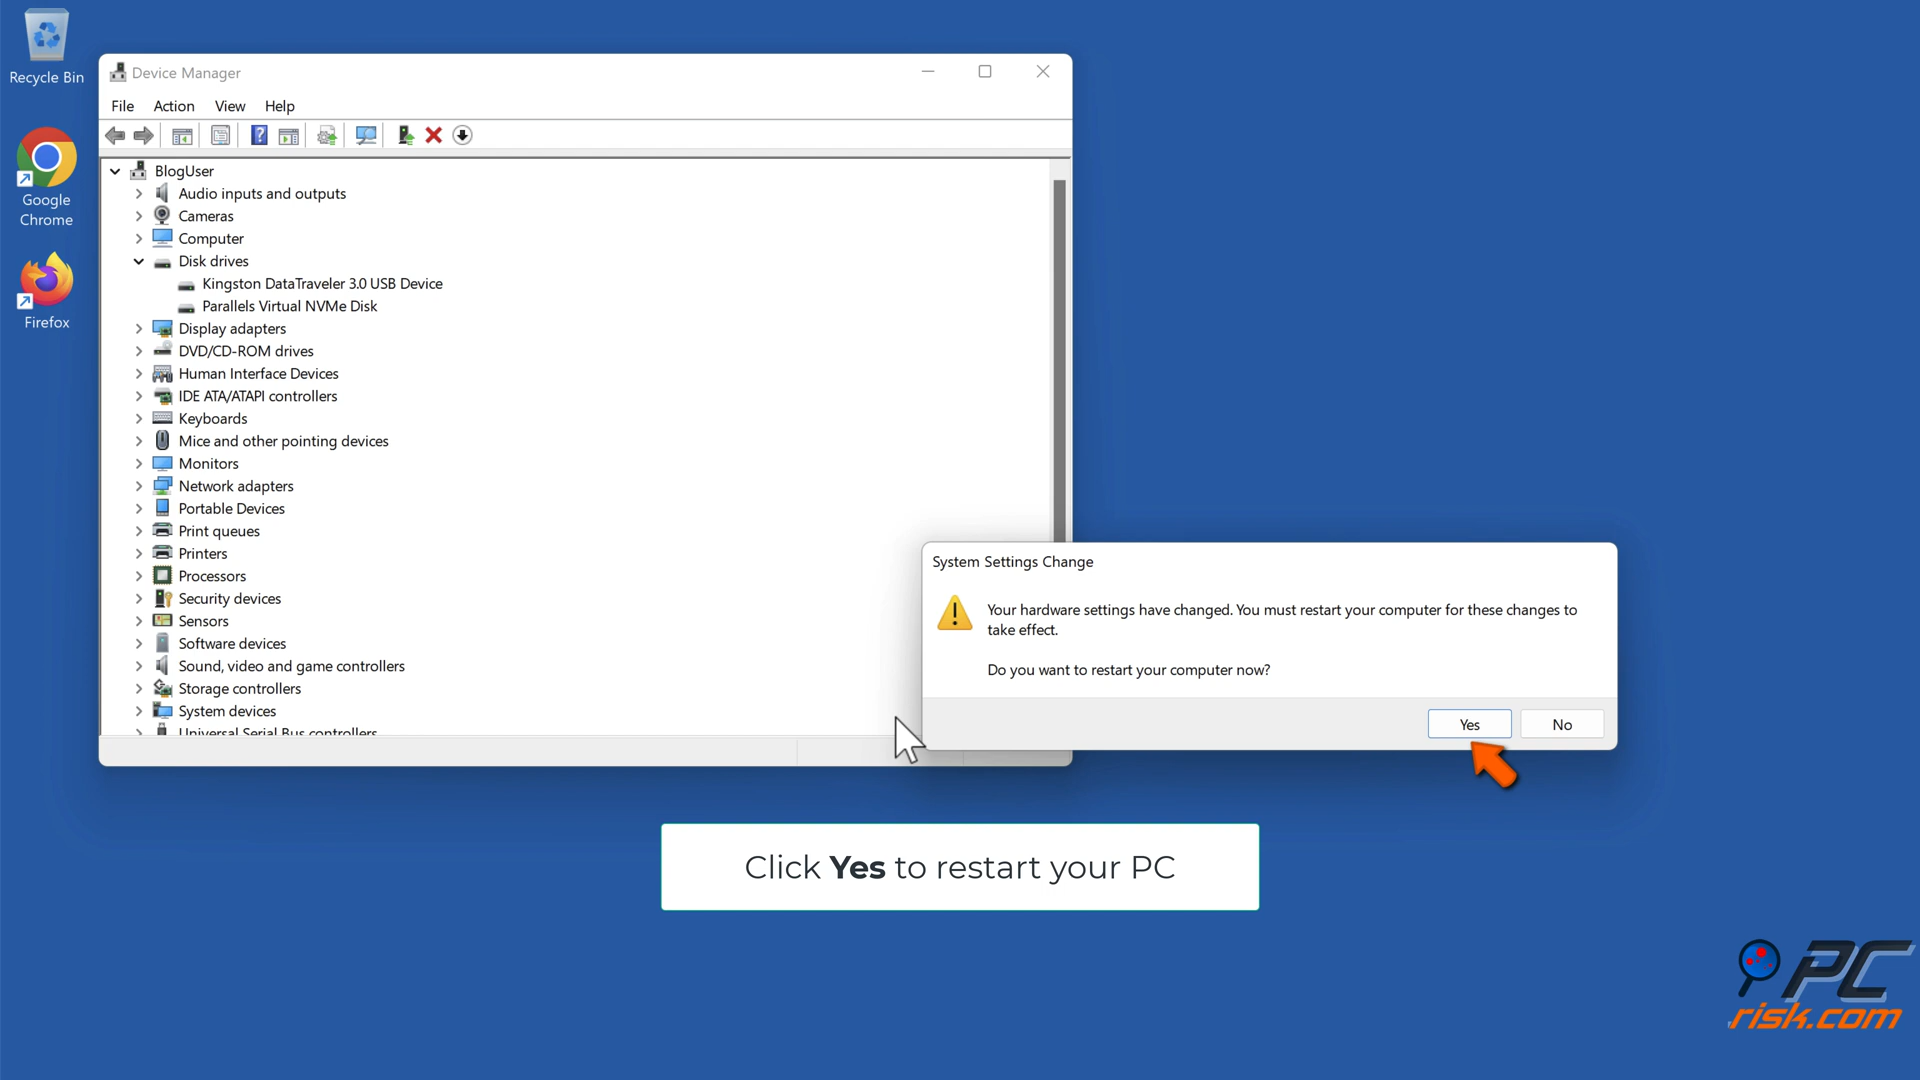 Recycle Bin
Google
Chrome
Firefox
Device Manager
File Action View Help
BlogUser
Audio inputs and outputs
Cameras
Computer
Disk drives
Kingston DataTraveler 3.0 USB Device
Parallels Virtual NVMe Disk
Display adapters
DVD/CD-ROM drives
Human Interface Devices
IDE ATA/ATAPI controllers
Keyboards
Mice and other pointing devices
Monitors
Network adapters
Portable Devices
Print queues
Printers
Processors
Security devices
Sensors
Software devices
Sound, video and game controllers
Storage controllers
System devices
Universal Serial Bus controllers
System Settings Change
Your hardware settings have changed. You must restart your computer for these changes to
take effect.
Do you want to restart your computer now?
Yes No
Click Yes to restart your PC
PC
risk.com